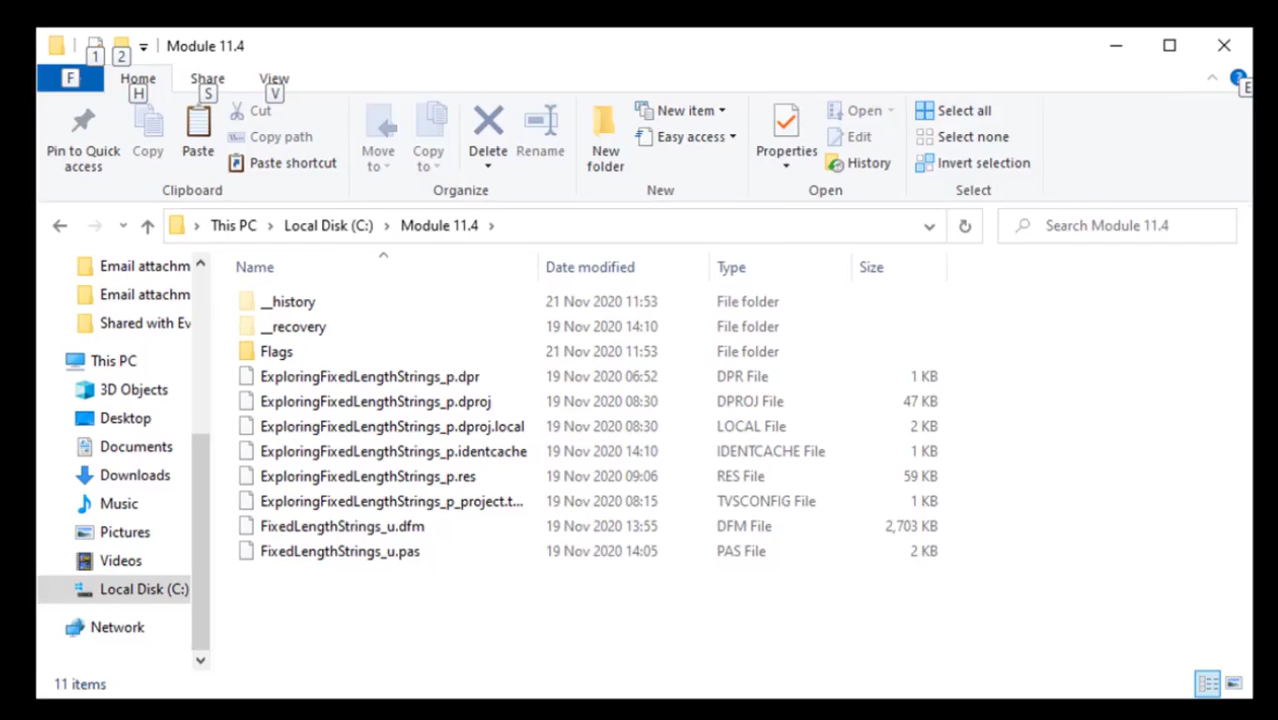 1 2 Module 11.4
F Home Share View
H S V E
Pin to Quick access
Copy
Paste
Cut
Copy path
Paste shortcut
Clipboard
Move to
Copy to
Delete
Rename
Organize
New folder
New item
Easy access
New
Properties
Open
Edit
History
Open
Select all
Select none
Invert selection
Select
This PC > Local Disk (C:) > Module 11.4 >
Search Module 11.4
Email attachm
Email attachm
Shared with Ev
This PC
3D Objects
Desktop
Documents
Downloads
Music
Pictures
Videos
Local Disk (C:)
Network
Name Date modified Type Size
__history 21 Nov 2020 11:53 File folder
__recovery 19 Nov 2020 14:10 File folder
Flags 21 Nov 2020 11:53 File folder
ExploringFixedLengthStrings_p.dpr 19 Nov 2020 06:52 DPR File 1 KB
ExploringFixedLengthStrings_p.dproj 19 Nov 2020 08:30 DPROJ File 47 KB
ExploringFixedLengthStrings_p.dproj.local 19 Nov 2020 08:30 LOCAL File 2 KB
ExploringFixedLengthStrings_p.identcache 19 Nov 2020 14:10 IDENTCACHE File 1 KB
ExploringFixedLengthStrings_p.res 19 Nov 2020 09:06 RES File 59 KB
ExploringFixedLengthStrings_p_project.t... 19 Nov 2020 08:15 TVSCONFIG File 1 KB
FixedLengthStrings_u.dfm 19 Nov 2020 13:55 DFM File 2,703 KB
FixedLengthStrings_u.pas 19 Nov 2020 14:05 PAS File 2 KB
11 items